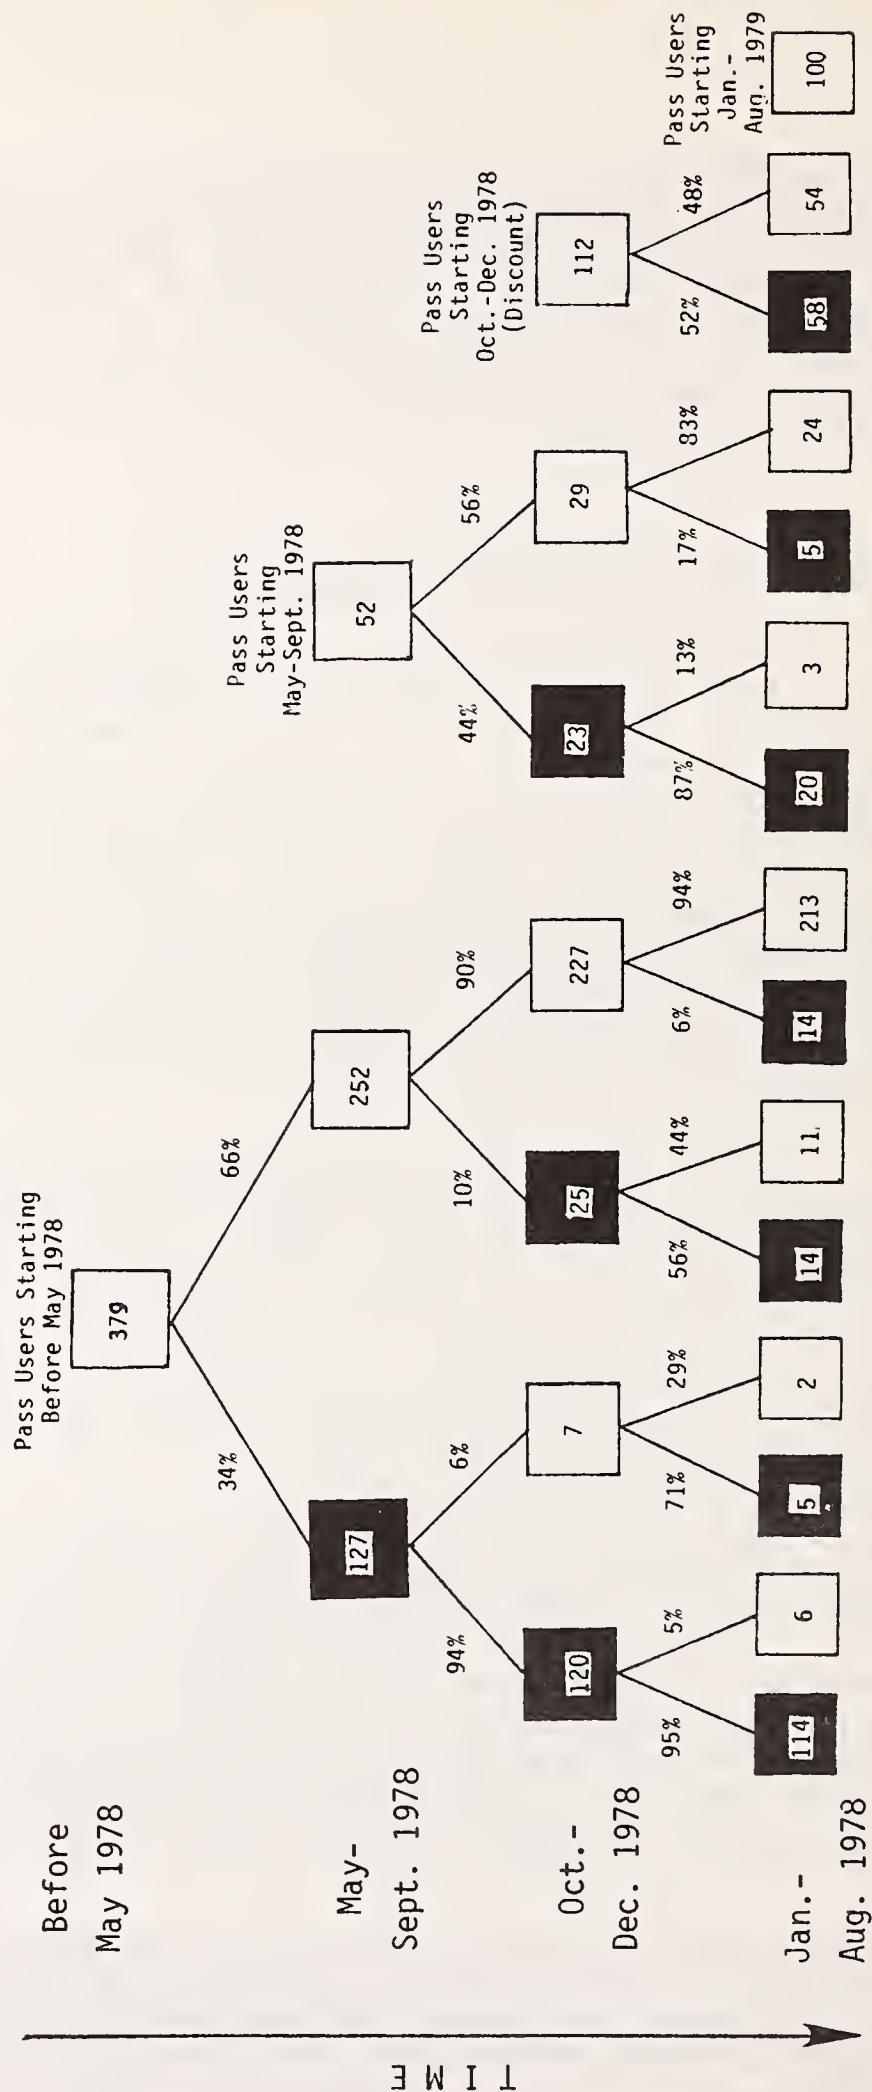 Pass Users Starting
Before May 1978
379
34%
66%
Before
May 1978
Pass Users
Starting
May-Sept. 1978
127
252
52
94%
6%
10%
90%
44%
56%
May-
Sept. 1978
Pass Users
Starting
Oct.-Dec. 1978
(Discount)
120
7
25
227
23
29
112
95%
5%
71%
29%
56%
44%
6%
94%
87%
13%
17%
83%
52%
48%
Oct.-
Dec. 1978
Pass Users
Starting
Jan.-
Aug. 1979
114
6
5
2
14
11
14
213
20
3
5
24
58
54
100
Jan.-
Aug. 1978
TIME